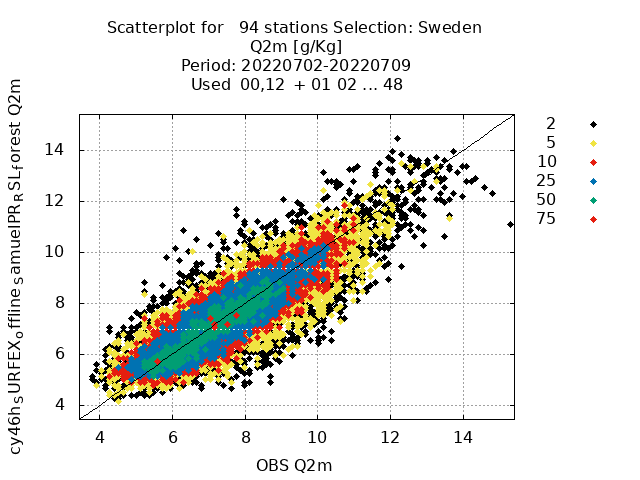 Scatterplot for 94 stations Selection: Sweden
Q2m [g/Kg]
Period: 20220702-20220709
Used 00,12 + 01 02 ... 48
cy46h_SURFEX_offline_samuelPR_RSL_Forest Q2m
14
12
10
8
6
4
4 6 8 10 12 14
OBS Q2m
2
5
10
25
50
75